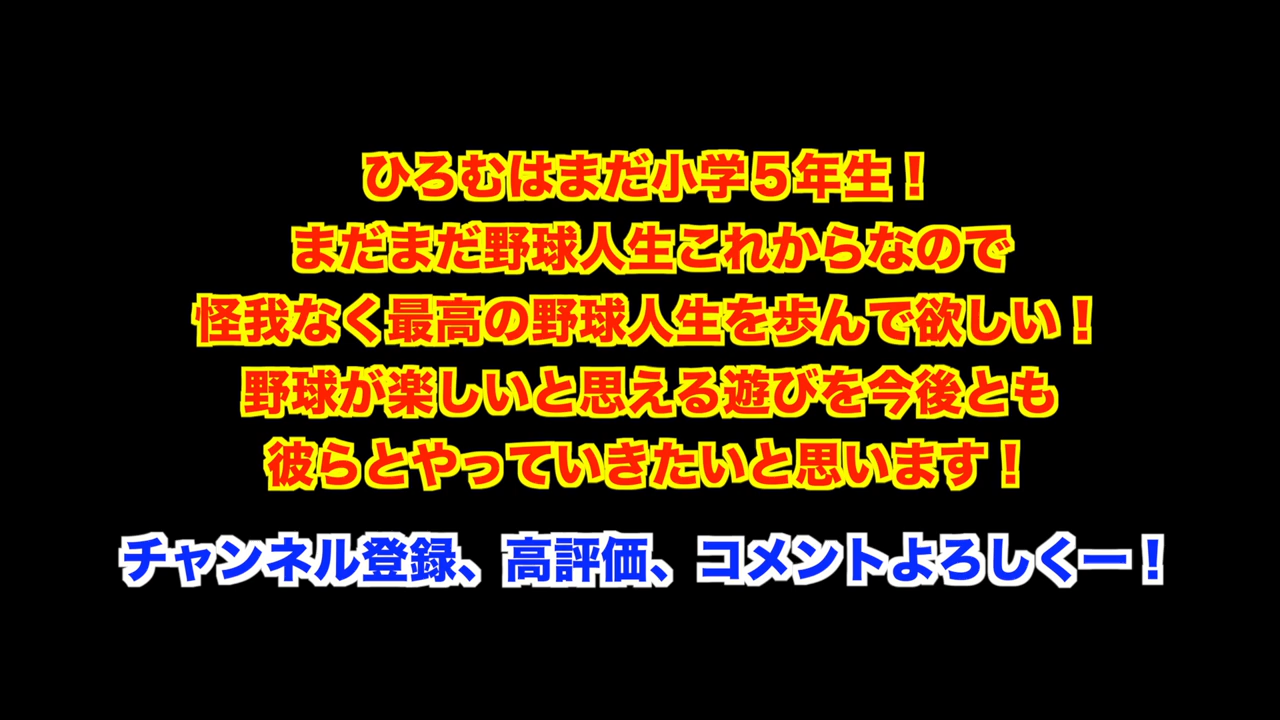 ひろむはまだ小学５年生！
まだまだ野球人生これからなので
怪我なく最高の野球人生を歩んで欲しい！
野球が楽しいと思える遊びを今後とも
彼らとやっていきたいと思います！
チャンネル登録、高評価、コメントよろしくー！